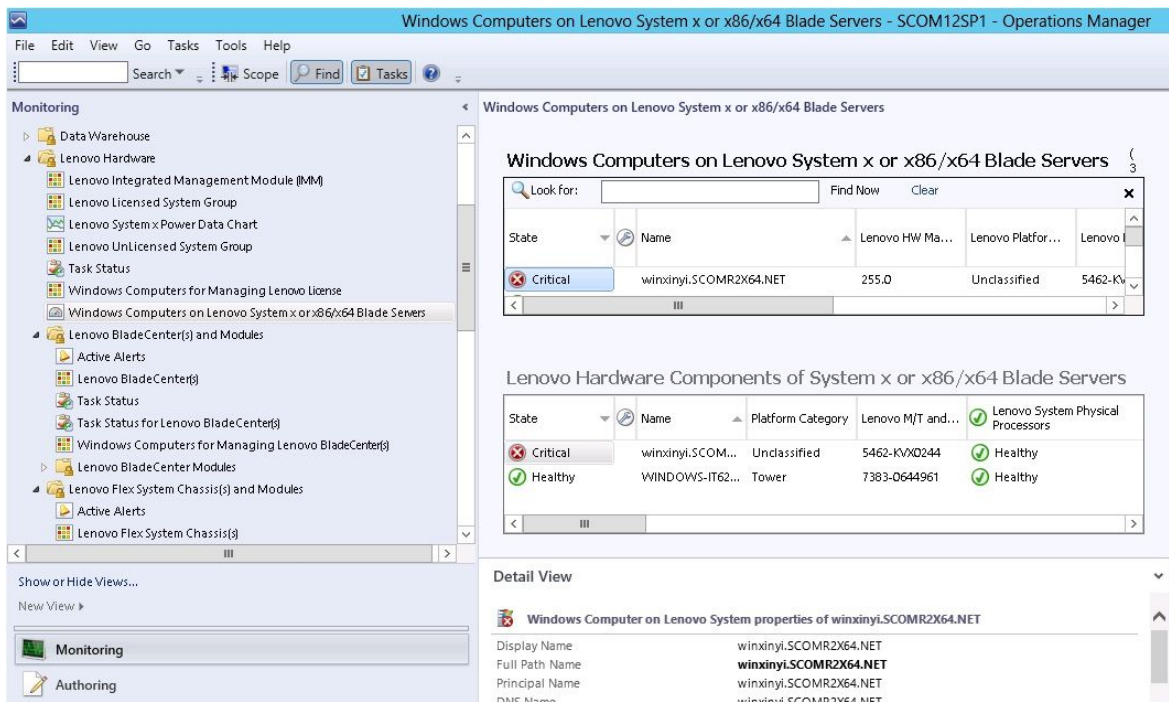 Windows Computers on Lenovo System x or x86/x64 Blade Servers - SCOM12SP1 - Operations Manager
File Edit View Go Tasks Tools Help
Search Scope Find Tasks
Monitoring
Data Warehouse
Lenovo Hardware
Lenovo Integrated Management Module (IMM)
Lenovo Licensed System Group
Lenovo System x Power Data Chart
Lenovo UnLicensed System Group
Task Status
Windows Computers for Managing Lenovo License
Windows Computers on Lenovo System x or x86/x64 Blade Servers
Lenovo BladeCenter(s) and Modules
Active Alerts
Lenovo BladeCenter(s)
Task Status
Task Status for Lenovo BladeCenter(s)
Windows Computers for Managing Lenovo BladeCenter(s)
Lenovo BladeCenter Modules
Lenovo Flex System Chassis(s) and Modules
Active Alerts
Lenovo Flex System Chassis(s)
Show or Hide Views...
New View
Monitoring
Authoring
Windows Computers on Lenovo System x or x86/x64 Blade Servers
Windows Computers on Lenovo System x or x86/x64 Blade Servers (3
Look for: Find Now Clear
State Name Lenovo HW Ma... Lenovo Platfor... Lenovo
Critical winxinyi.SCOMR2X64.NET 255.0 Unclassified 5462-KV
Lenovo Hardware Components of System x or x86/x64 Blade Servers
State Name Platform Category Lenovo M/T and... Lenovo System Physical Processors
Critical winxinyi.SCOM... Unclassified 5462-KVX0244 Healthy
Healthy WINDOWS-IT62... Tower 7383-0644961 Healthy
Detail View
Windows Computer on Lenovo System properties of winxinyi.SCOMR2X64.NET
Display Name winxinyi.SCOMR2X64.NET
Full Path Name winxinyi.SCOMR2X64.NET
Principal Name winxinyi.SCOMR2X64.NET
DNS Name winxinyi.SCOMR2X64.NET